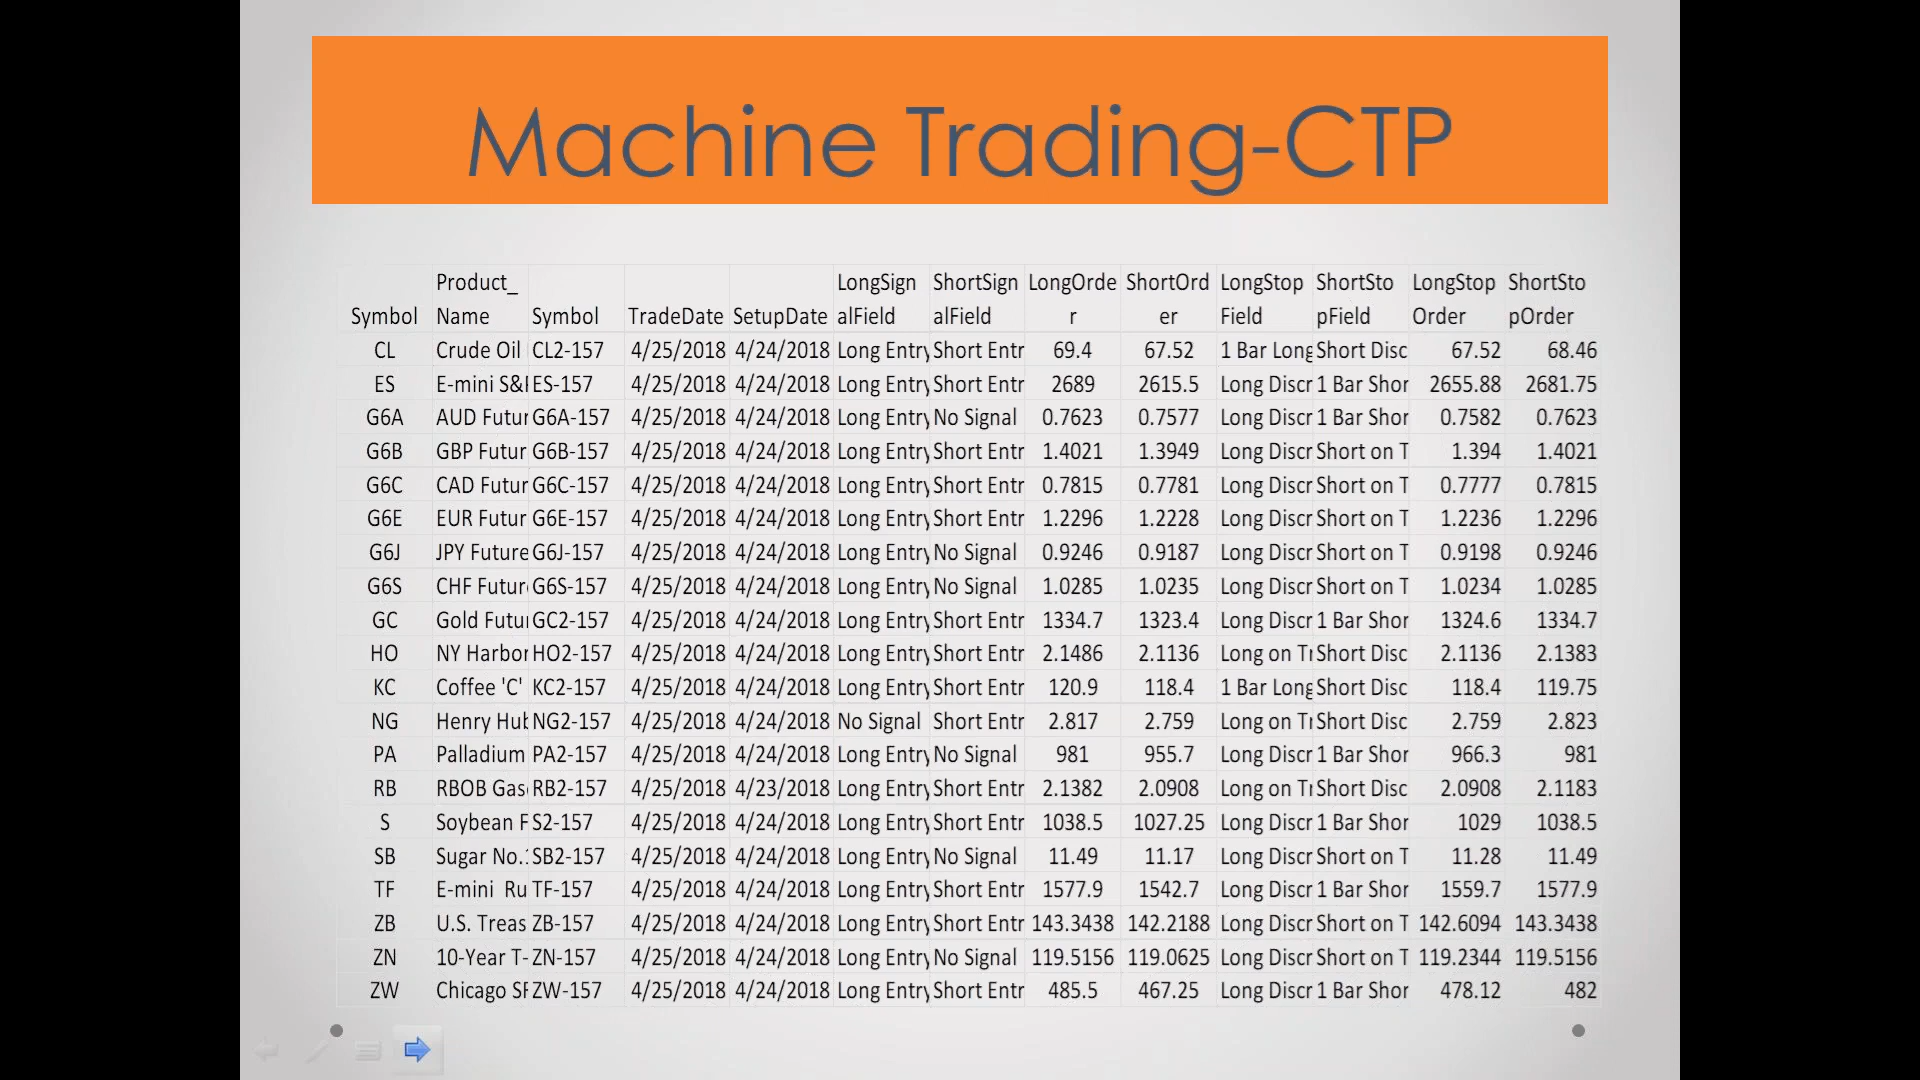 Machine Trading-CTP
Product_ LongSign ShortSign LongOrde ShortOrd LongStop ShortSto LongStop ShortSto
Symbol Name Symbol TradeDate SetupDate alField alField r er Field pField Order pOrder
CL Crude Oil CL2-157 4/25/2018 4/24/2018 Long Entry Short Entr 69.4 67.52 1 Bar Long Short Disc 67.52 68.46
ES E-mini S&P ES-157 4/25/2018 4/24/2018 Long Entry Short Entr 2689 2615.5 Long Discr 1 Bar Shor 2655.88 2681.75
G6A AUD Futur G6A-157 4/25/2018 4/24/2018 Long Entry No Signal 0.7623 0.7577 Long Discr 1 Bar Shor 0.7582 0.7623
G6B GBP Futur G6B-157 4/25/2018 4/24/2018 Long Entry Short Entr 1.4021 1.3949 Long Discr Short on T 1.394 1.4021
G6C CAD Futur G6C-157 4/25/2018 4/24/2018 Long Entry Short Entr 0.7815 0.7781 Long Discr Short on T 0.7777 0.7815
G6E EUR Futur G6E-157 4/25/2018 4/24/2018 Long Entry Short Entr 1.2296 1.2228 Long Discr Short on T 1.2236 1.2296
G6J JPY Future G6J-157 4/25/2018 4/24/2018 Long Entry No Signal 0.9246 0.9187 Long Discr Short on T 0.9198 0.9246
G6S CHF Futur G6S-157 4/25/2018 4/24/2018 Long Entry No Signal 1.0285 1.0235 Long Discr Short on T 1.0234 1.0285
GC Gold Futu GC2-157 4/25/2018 4/24/2018 Long Entry Short Entr 1334.7 1323.4 Long Discr 1 Bar Shor 1324.6 1334.7
HO NY Harbor HO2-157 4/25/2018 4/24/2018 Long Entry Short Entr 2.1486 2.1136 Long on Tr Short Disc 2.1136 2.1383
KC Coffee 'C' KC2-157 4/25/2018 4/24/2018 Long Entry Short Entr 120.9 118.4 1 Bar Long Short Disc 118.4 119.75
NG Henry Hub NG2-157 4/25/2018 4/24/2018 No Signal Short Entr 2.817 2.759 Long on Tr Short Disc 2.759 2.823
PA Palladium PA2-157 4/25/2018 4/24/2018 Long Entry No Signal 981 955.7 Long Discr 1 Bar Shor 966.3 981
RB RBOB Gas RB2-157 4/25/2018 4/23/2018 Long Entry Short Entr 2.1382 2.0908 Long on Tr Short Disc 2.0908 2.1183
S Soybean F S2-157 4/25/2018 4/24/2018 Long Entry Short Entr 1038.5 1027.25 Long Discr 1 Bar Shor 1029 1038.5
SB Sugar No.1 SB2-157 4/25/2018 4/24/2018 Long Entry No Signal 11.49 11.17 Long Discr Short on T 11.28 11.49
TF E-mini Ru TF-157 4/25/2018 4/24/2018 Long Entry Short Entr 1577.9 1542.7 Long Discr 1 Bar Shor 1559.7 1577.9
ZB U.S. Treas ZB-157 4/25/2018 4/24/2018 Long Entry Short Entr 143.3438 142.2188 Long Discr Short on T 142.6094 143.3438
ZN 10-Year T- ZN-157 4/25/2018 4/24/2018 Long Entry No Signal 119.5156 119.0625 Long Discr Short on T 119.2344 119.5156
ZW Chicago SR ZW-157 4/25/2018 4/24/2018 Long Entry Short Entr 485.5 467.25 Long Discr 1 Bar Shor 478.12 482